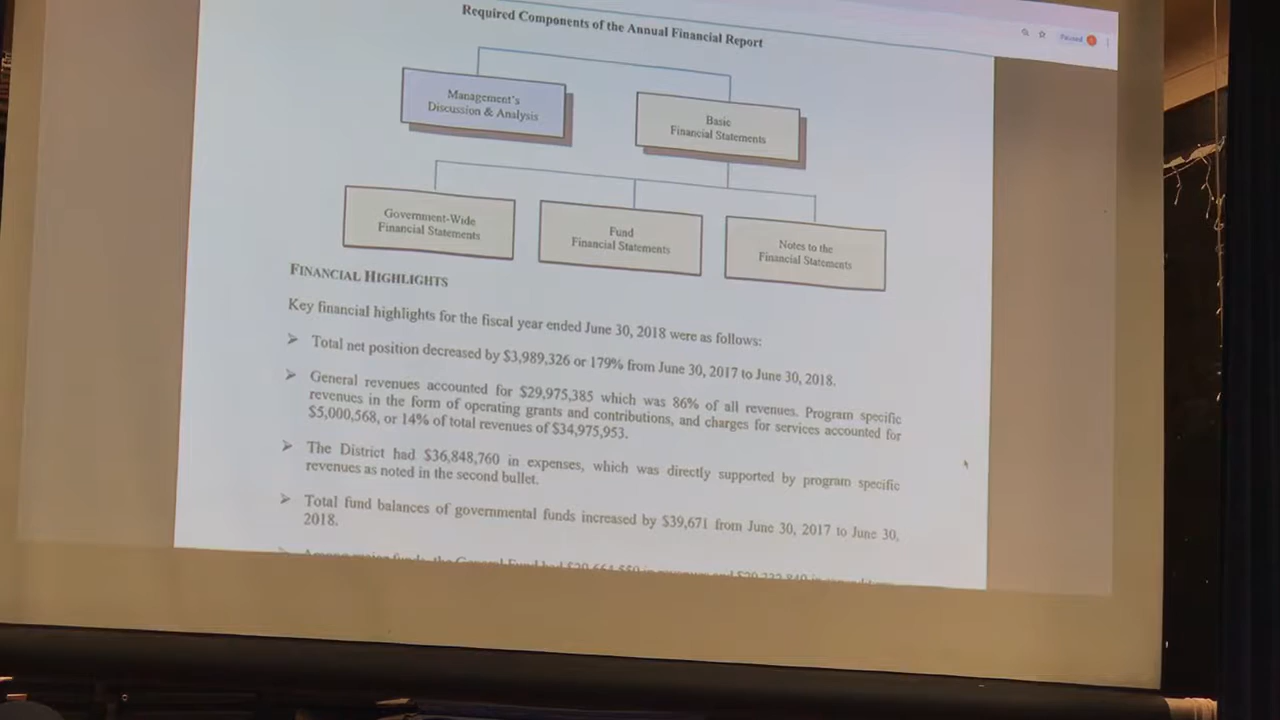 Required Components of the Annual Financial Report
Paused
Management's
Discussion & Analysis
Basic
Financial Statements
Government-Wide
Financial Statements
Fund
Financial Statements
Notes to the
Financial Statements
FINANCIAL HIGHLIGHTS
Key financial highlights for the fiscal year ended June 30, 2018 were as follows:
➢ Total net position decreased by $3,989,326 or 179% from June 30, 2017 to June 30, 2018.
➢ General revenues accounted for $29,975,385 which was 86% of all revenues. Program specific
revenues in the form of operating grants and contributions, and charges for services accounted for
$5,000,568, or 14% of total revenues of $34,975,953.
➢ The District had $36,848,760 in expenses, which was directly supported by program specific
revenues as noted in the second bullet.
➢ Total fund balances of governmental funds increased by $39,671 from June 30, 2017 to June 30,
2018.
the General Fund had